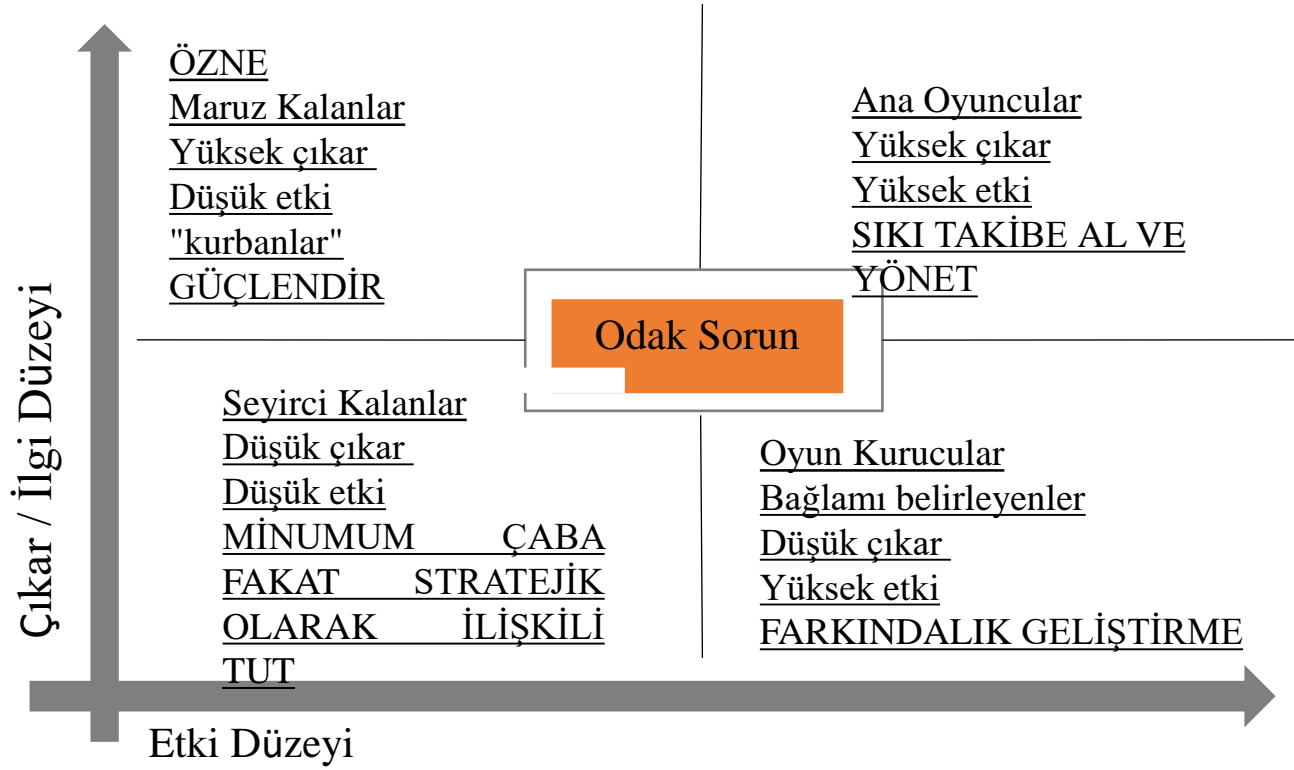 ÖZNE
Maruz Kalanlar
Yüksek çıkar
Düşük etki
"kurbanlar"
GÜÇLENDİR
Ana Oyuncular
Yüksek çıkar
Yüksek etki
SIKI TAKİBE AL VE
YÖNET
Odak Sorun
Çıkar / İlgi Düzeyi
Seyirci Kalanlar
Düşük çıkar
Düşük etki
MİNUMUM ÇABA
FAKAT STRATEJİK
OLARAK İLİŞKİLİ
TUT
Oyun Kurucular
Bağlamı belirleyenler
Düşük çıkar
Yüksek etki
FARKINDALIK GELİŞTİRME
Etki Düzeyi